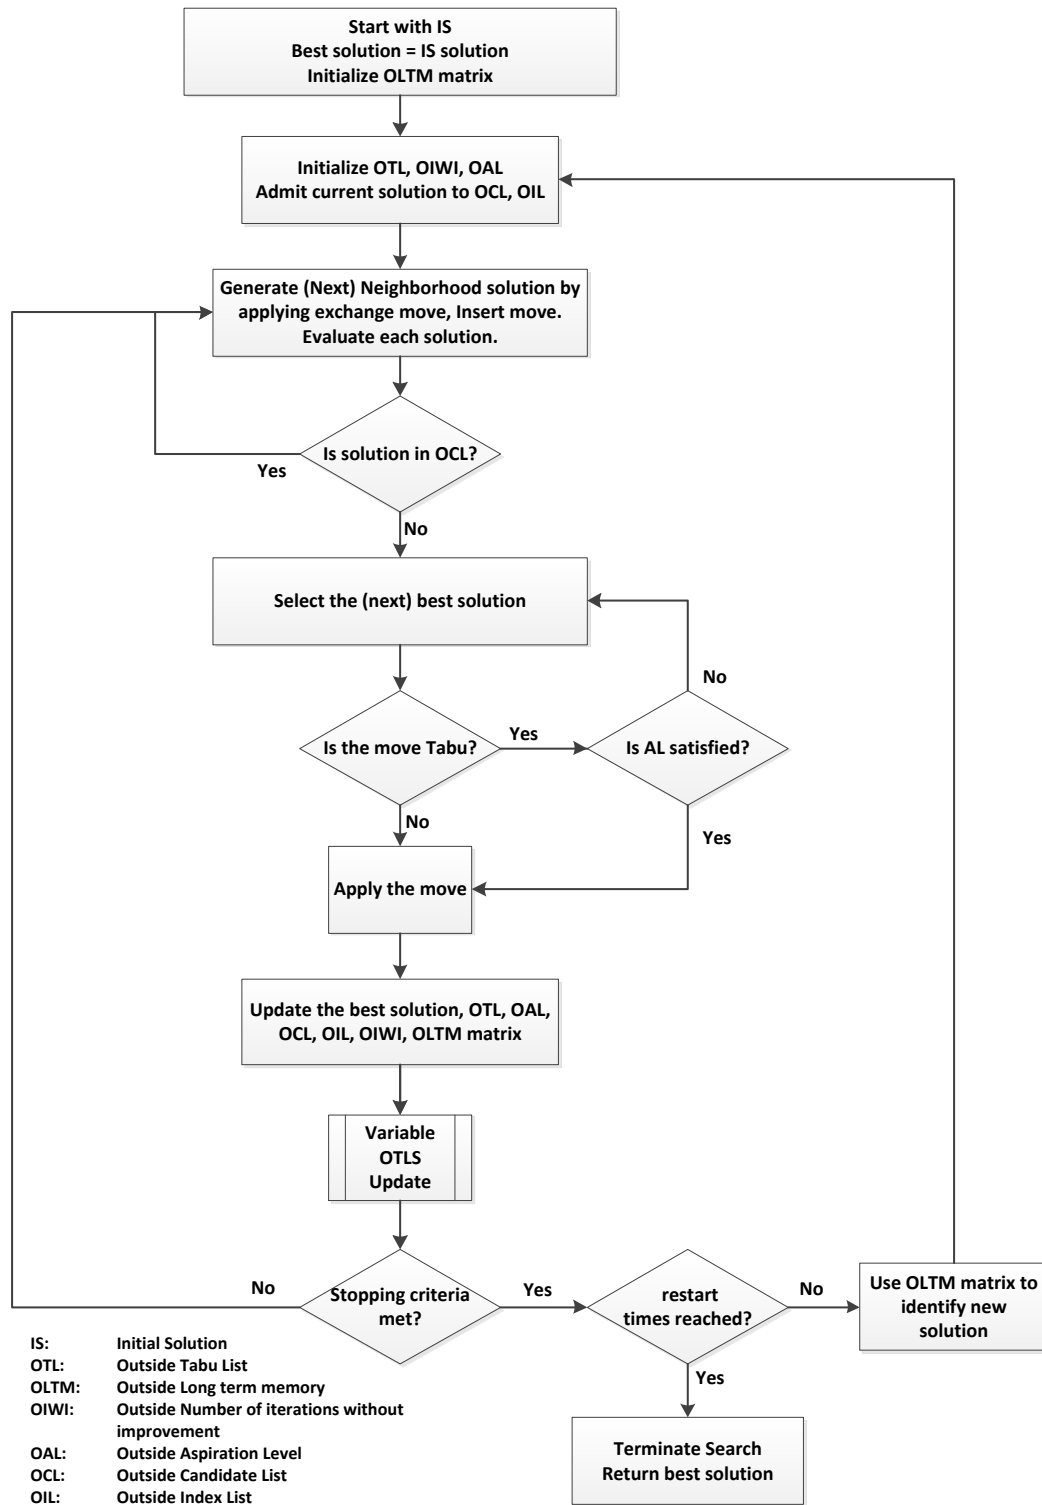 Start with IS
Best solution = IS solution
Initialize OLTM matrix
Initialize OTL, OIWI, OAL
Admit current solution to OCL, OIL
Generate (Next) Neighborhood solution by
applying exchange move, Insert move.
Evaluate each solution.
Is solution in OCL?
Yes
No
Select the (next) best solution
No
Is the move Tabu?
Yes
Is AL satisfied?
No
Yes
Apply the move
Update the best solution, OTL, OAL,
OCL, OIL, OIWI, OLTM matrix
Variable
OTLS
Update
No
Stopping criteria
met?
Yes
restart
times reached?
No
Use OLTM matrix to
identify new
solution
Yes
Terminate Search
Return best solution
IS: Initial Solution
OTL: Outside Tabu List
OLTM: Outside Long term memory
OIWI: Outside Number of iterations without
improvement
OAL: Outside Aspiration Level
OCL: Outside Candidate List
OIL: Outside Index List